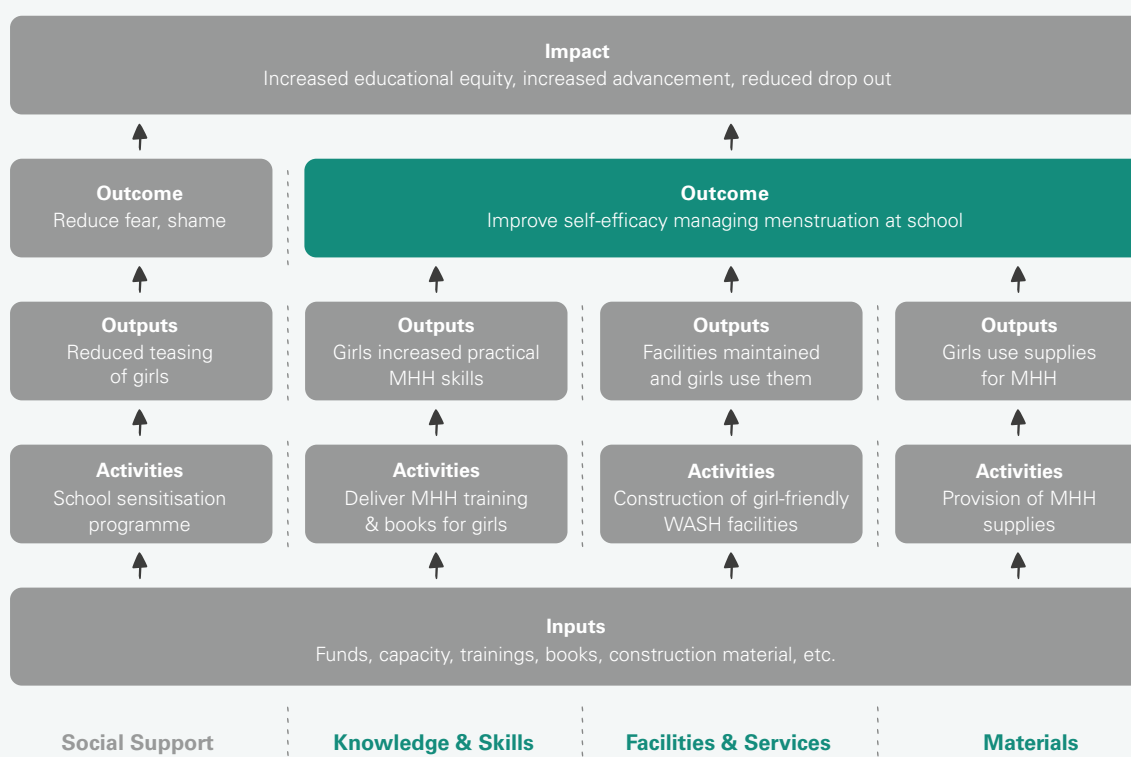 Impact
Increased educational equity, increased advancement, reduced drop out
Outcome
Reduce fear, shame
Outcome
Improve self-efficacy managing menstruation at school
Outputs
Reduced teasing
of girls
Outputs
Girls increased practical
MHH skills
Outputs
Facilities maintained
and girls use them
Outputs
Girls use supplies
for MHH
Activities
School sensitisation
programme
Activities
Deliver MHH training
& books for girls
Activities
Construction of girl-friendly
WASH facilities
Activities
Provision of MHH
supplies
Inputs
Funds, capacity, trainings, books, construction material, etc.
Social Support
Knowledge & Skills
Facilities & Services
Materials